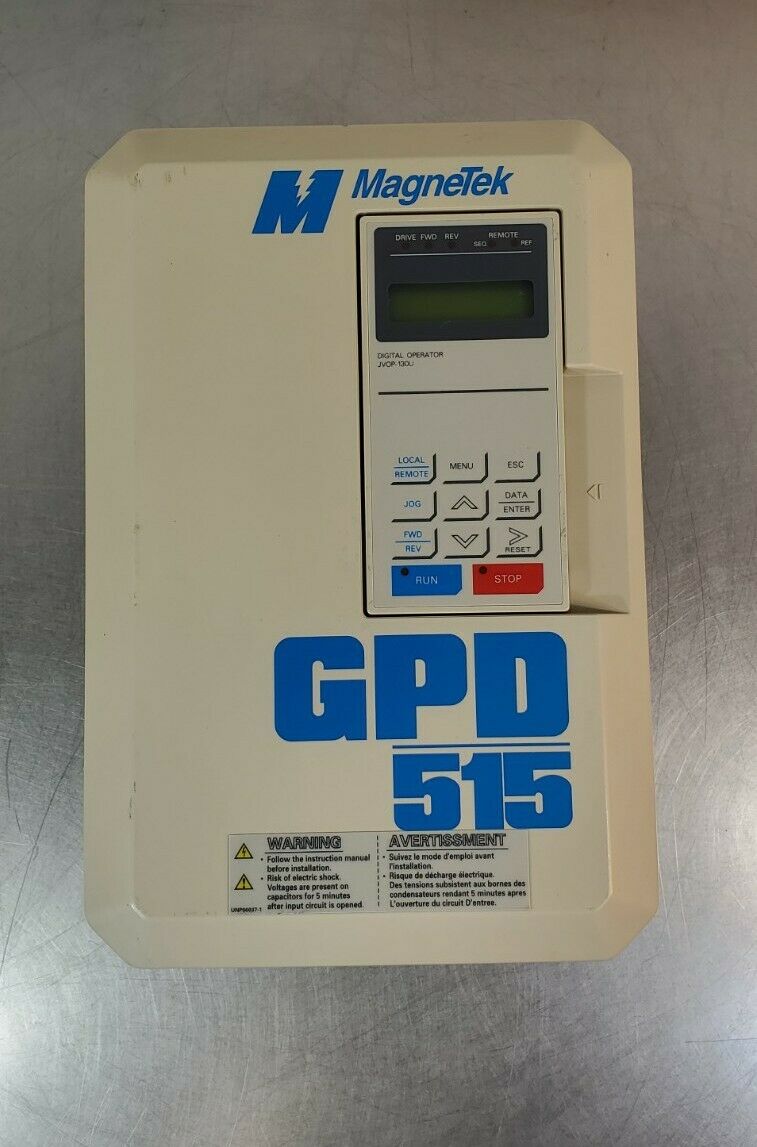 MagneTek
DRIVE FWD REV REMOTE
SEQ REF
DIGITAL OPERATOR
JVOP-130U
LOCAL
REMOTE
MENU
ESC
JOG
DATA
ENTER
FWD
REV
RESET
RUN
STOP
GPD
515
WARNING
• Follow the instruction manual
before installation.
• Risk of electric shock.
Voltages are present on
capacitors for 5 minutes
after input circuit is opened.
AVERTISSMENT
• Suivez le mode d'emploi avant
l'installation.
• Risque de décharge électrique.
Des tensions subsistent aux bornes des
condensateurs rendant 5 minutes apres
L'ouverture du circuit D'entree.